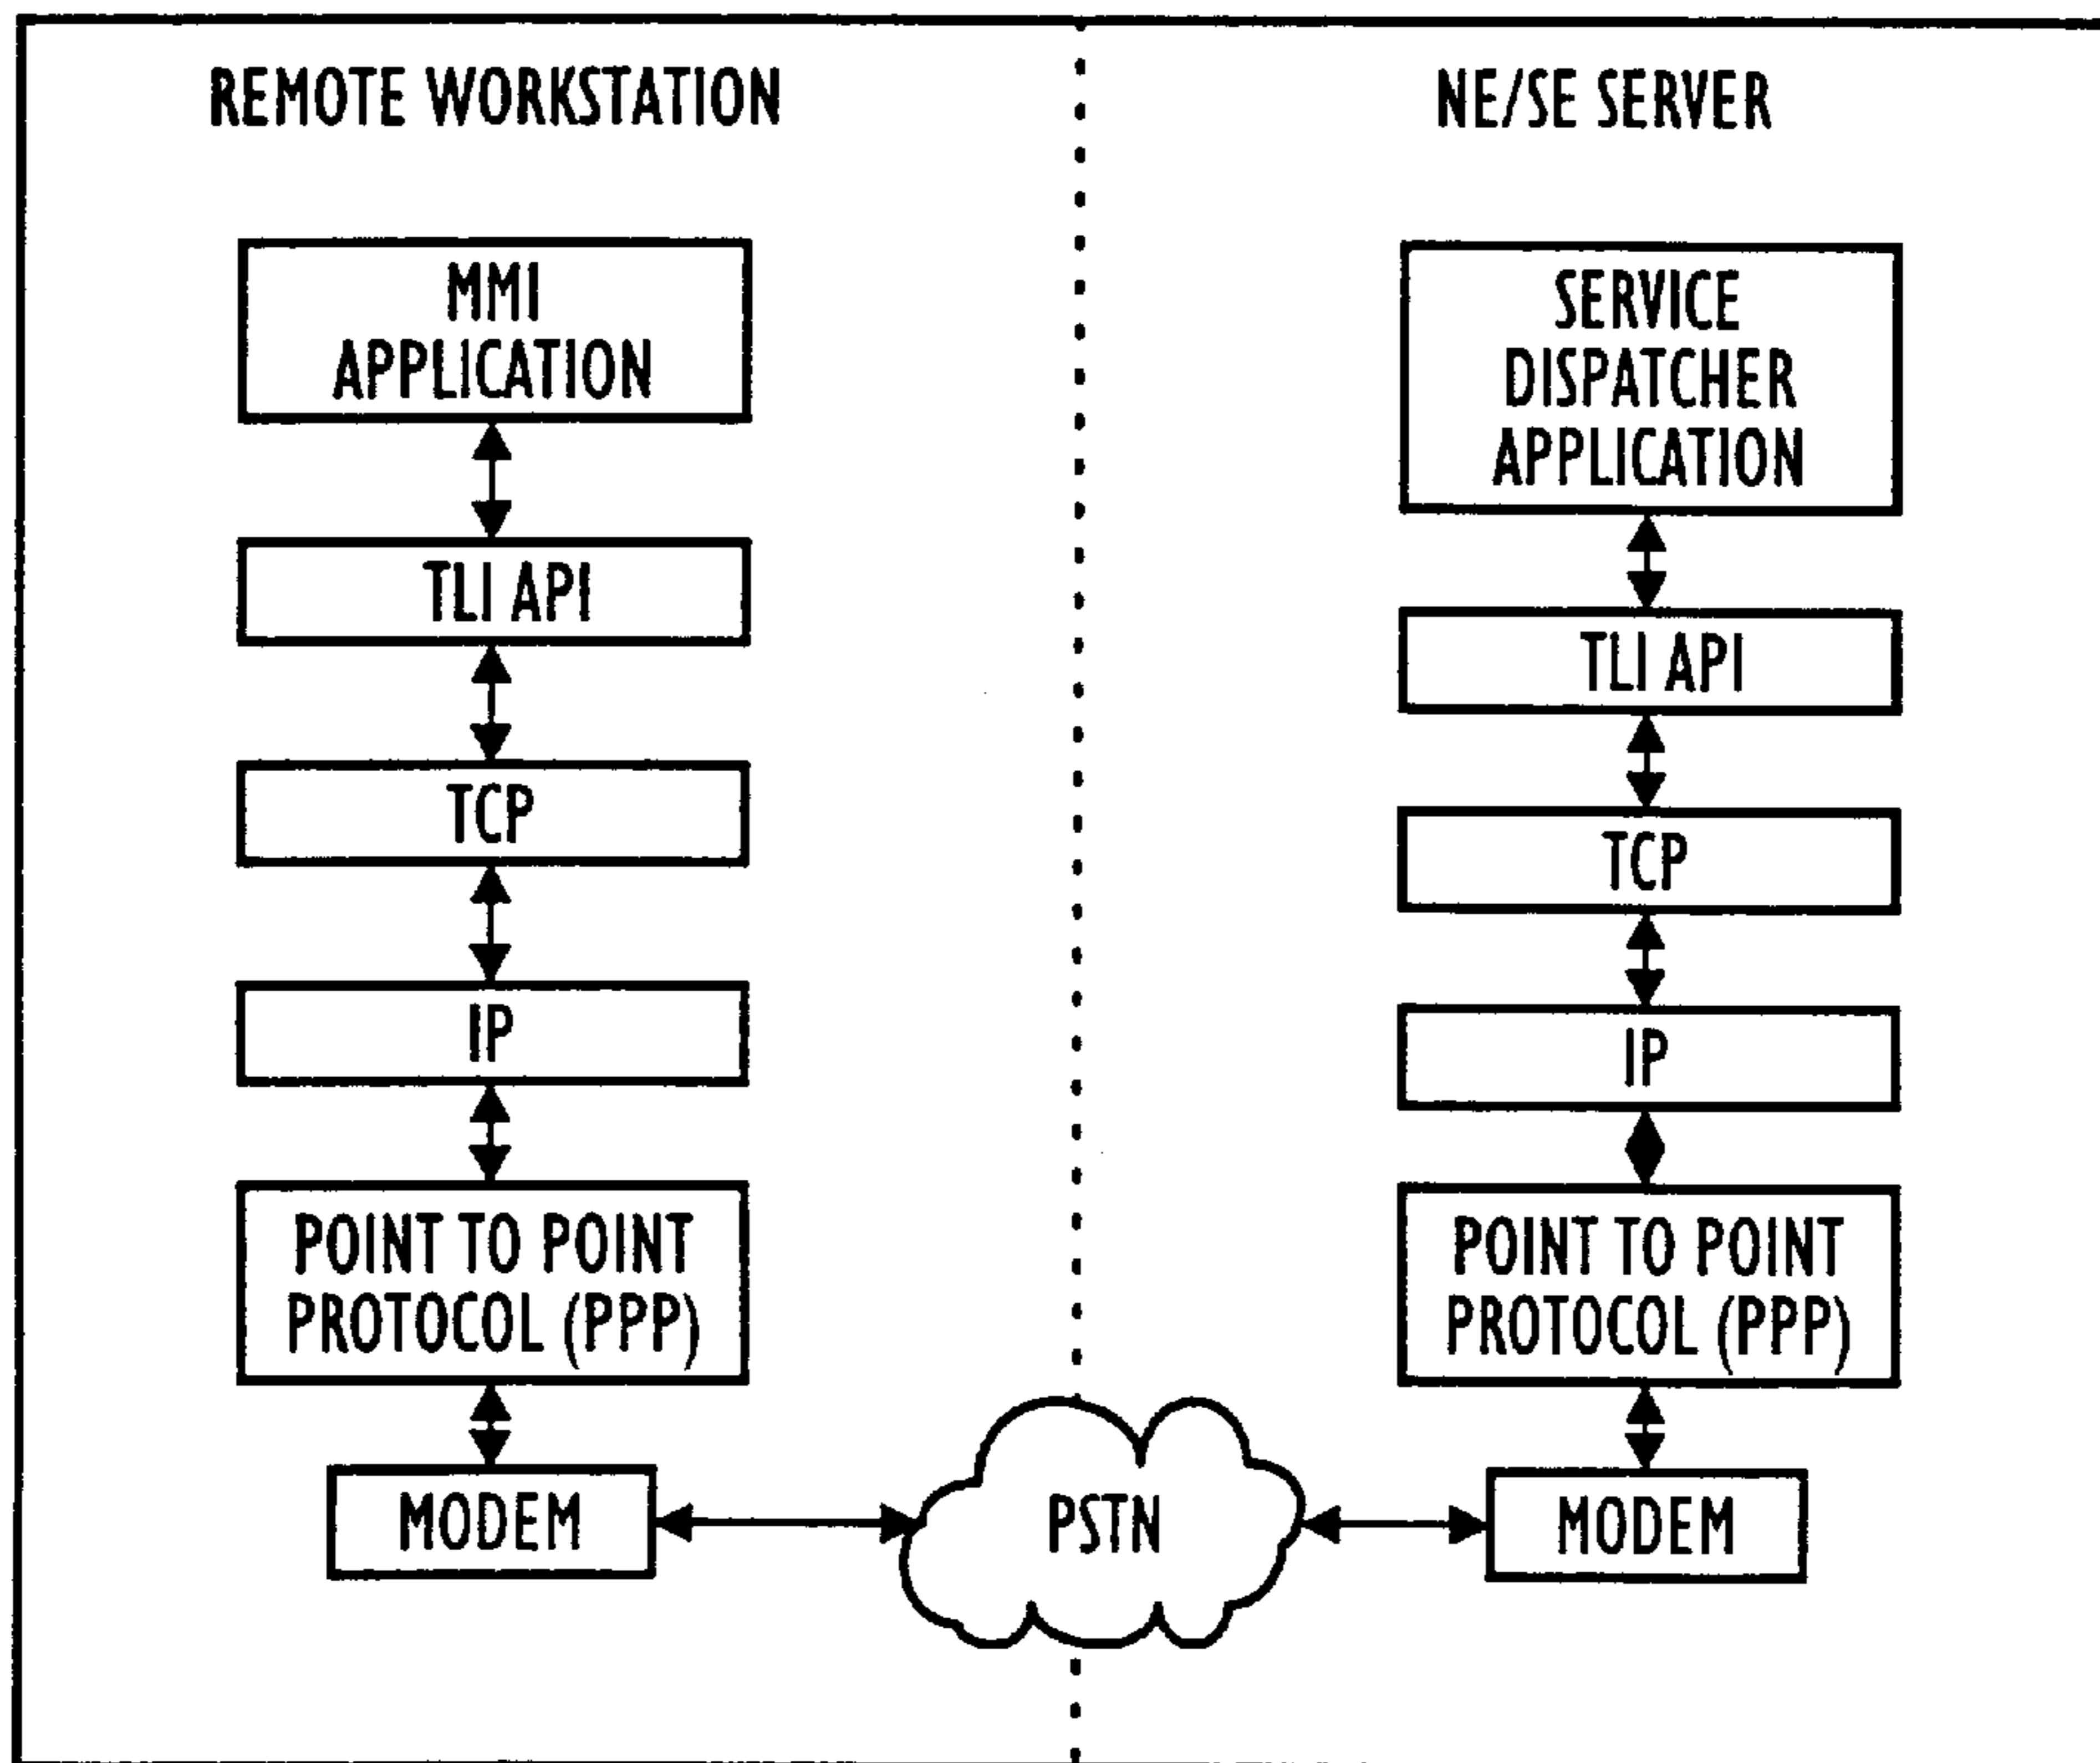 REMOTE WORKSTATION
MMI
APPLICATION
TLI API
TCP
IP
POINT TO POINT
PROTOCOL (PPP)
MODEM
PSTN
NE/SE SERVER
SERVICE
DISPATCHER
APPLICATION
TLI API
TCP
IP
POINT TO POINT
PROTOCOL (PPP)
MODEM